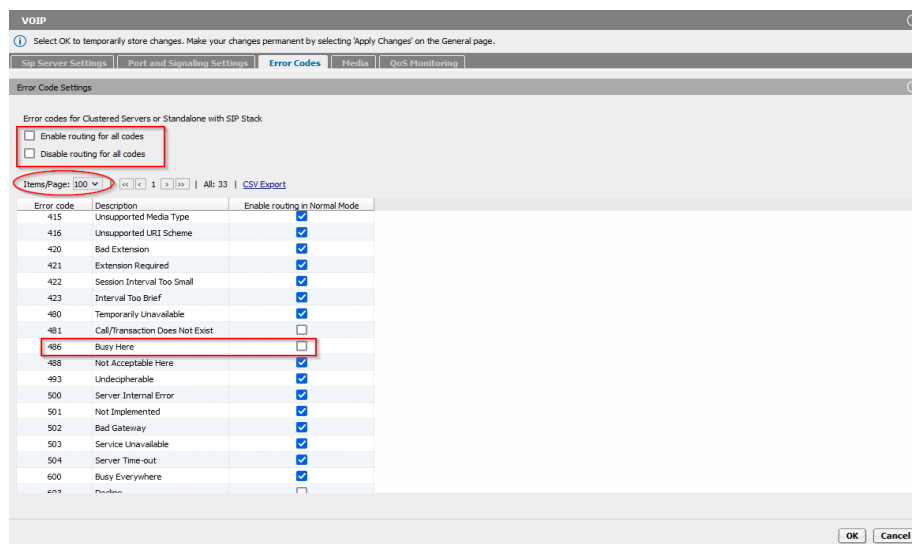 VOIP
Select OK to temporarily store changes. Make your changes permanent by selecting 'Apply Changes' on the General page.
Sip Server Settings Port and Signaling Settings Error Codes Media QoS Monitoring
Error Code Settings
Error codes for Clustered Servers or Standalone with SIP Stack
Enable routing for all codes
Disable routing for all codes
Items/Page: 100 << < 1 > >> | All: 33 | CSV Export
Error code Description Enable routing in Normal Mode
415 Unsupported Media Type
416 Unsupported URI Scheme
420 Bad Extension
421 Extension Required
422 Session Interval Too Small
423 Interval Too Brief
480 Temporarily Unavailable
481 Call/Transaction Does Not Exist
486 Busy Here
488 Not Acceptable Here
493 Undecipherable
500 Server Internal Error
501 Not Implemented
502 Bad Gateway
503 Service Unavailable
504 Server Time-out
600 Busy Everywhere
603 Decline
OK Cancel